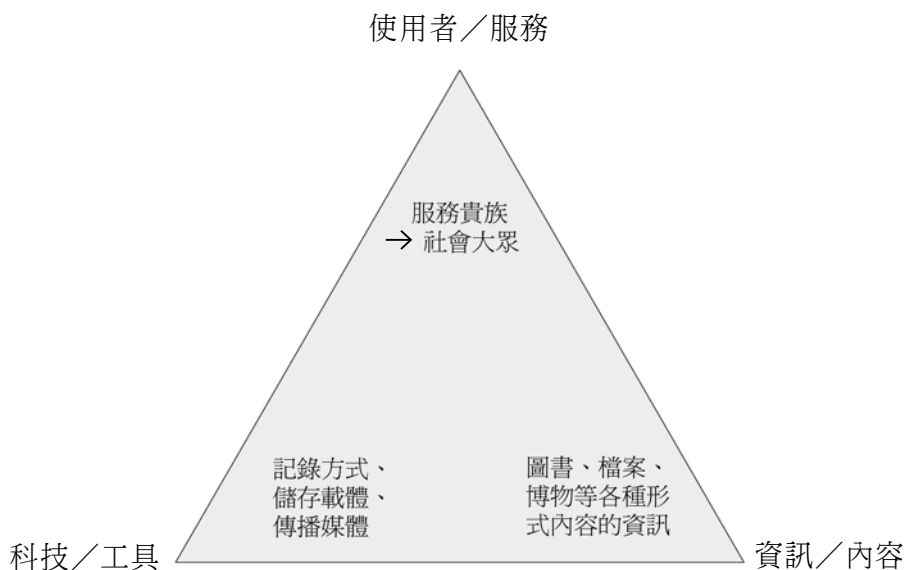 使用者／服務
服務貴族
→ 社會大眾
記錄方式、
儲存載體、
傳播媒體
圖書、檔案、
博物等各種形
式內容的資訊
科技／工具
資訊／內容